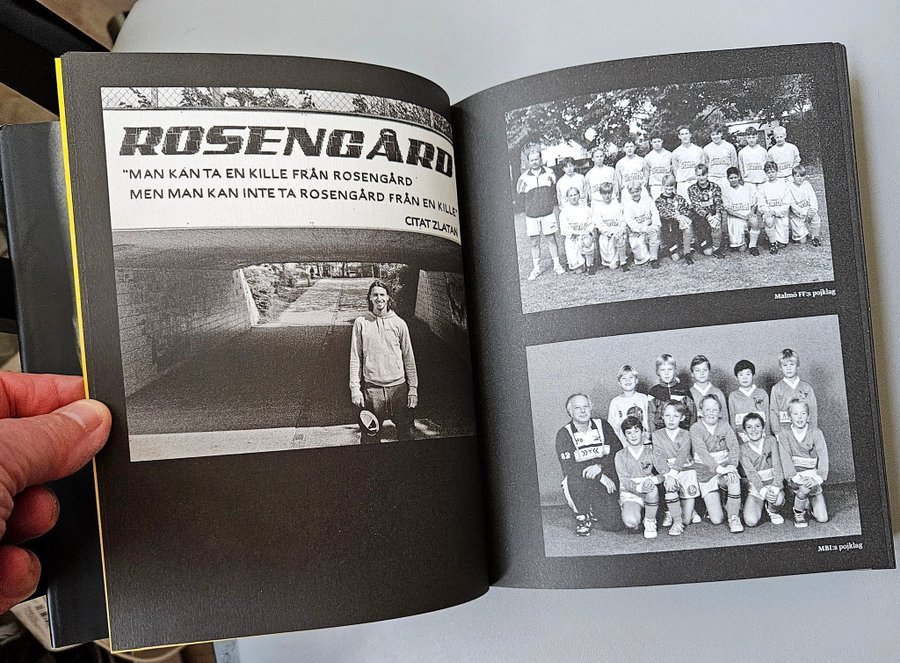 ROSENGÅRD
"MAN KAN TA EN KILLE FRÅN ROSENGÅRD
MEN MAN KAN INTE TA ROSENGÅRD FRÅN EN KILLE"
CITAT ZLATAN
Malmö FF:s pojklag
MBI:s pojklag